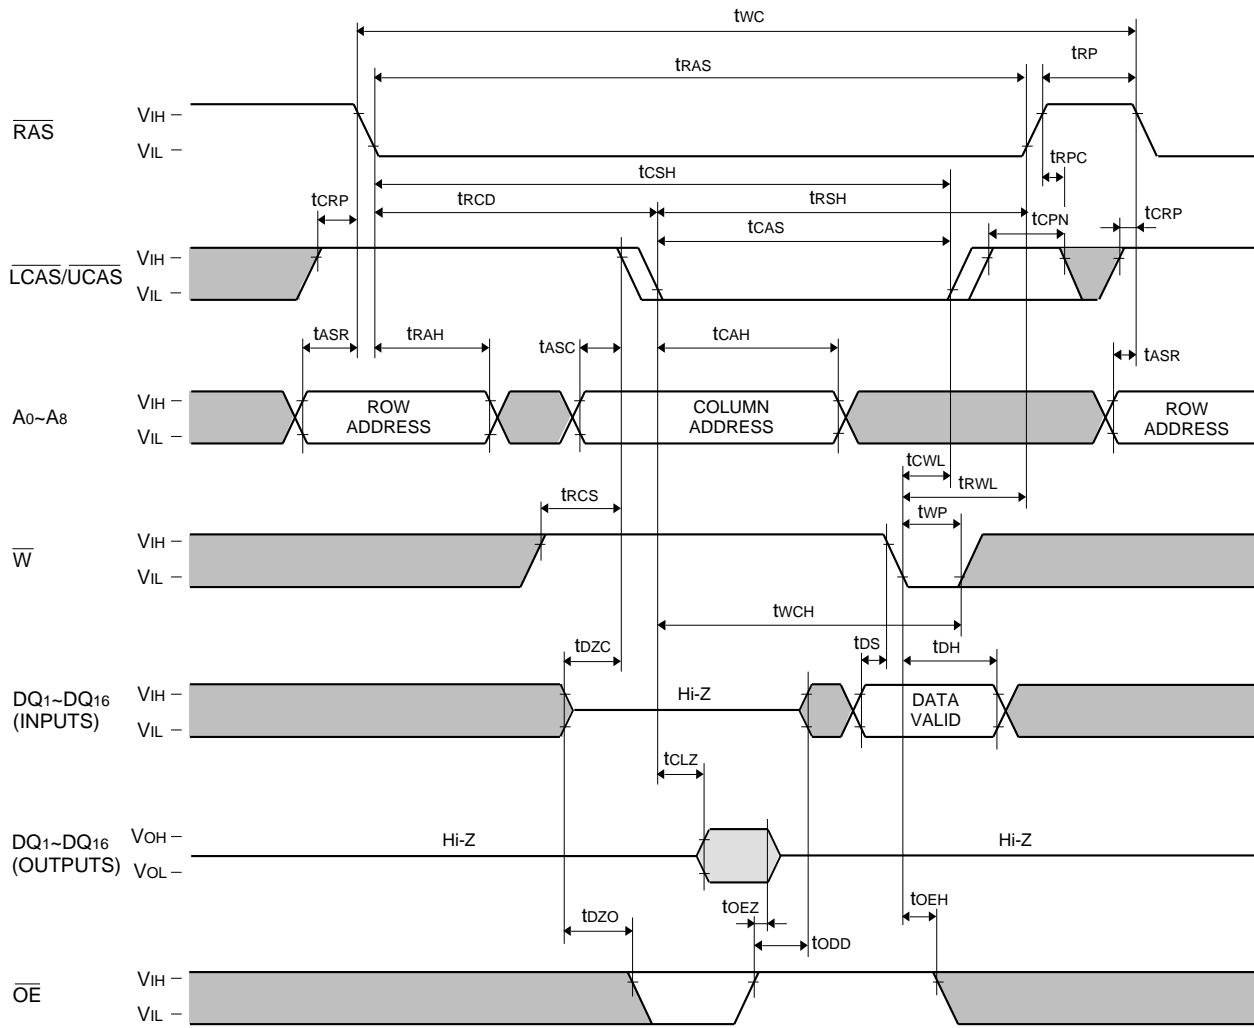 tWC
tRAS
tRP
RAS
VIH
VIL
tRPC
tCSH
tCRP
tRCD
tRSH
tCPN
tCRP
tCAS
LCAS/UCAS
VIH
VIL
tASR
tRAH
tASC
tCAH
tASR
A0~A8
VIH
VIL
ROW
ADDRESS
COLUMN
ADDRESS
ROW
ADDRESS
tCWL
tRWL
tRCS
tWP
W
VIH
VIL
tWCH
tDZC
tDS
tDH
DQ1~DQ16
(INPUTS)
VIH
VIL
Hi-Z
DATA
VALID
tCLZ
DQ1~DQ16
(OUTPUTS)
VOH
VOL
Hi-Z
Hi-Z
tDZO
tOEZ
tODD
tOEH
OE
VIH
VIL